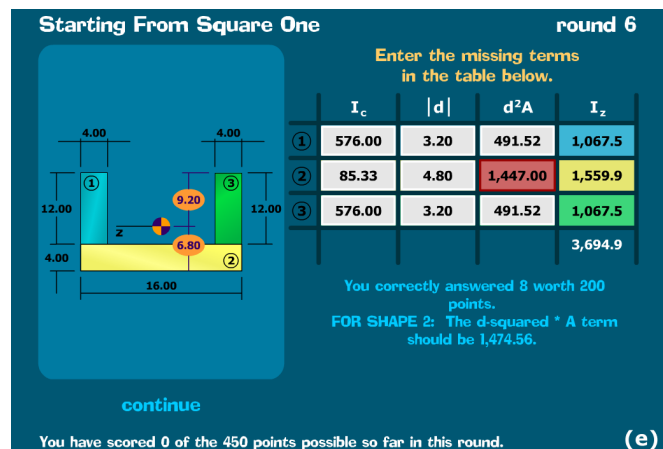 Starting From Square One
round 6
Enter the missing terms
in the table below.
I_c |d| d²A I_z
① 576.00 3.20 491.52 1,067.5
② 85.33 4.80 1,447.00 1,559.9
③ 576.00 3.20 491.52 1,067.5
3,694.9
4.00 4.00
① ③
9.20
12.00 12.00
z
6.80
4.00 ②
16.00
You correctly answered 8 worth 200
points.
FOR SHAPE 2: The d-squared * A term
should be 1,474.56.
continue
You have scored 0 of the 450 points possible so far in this round.
(e)